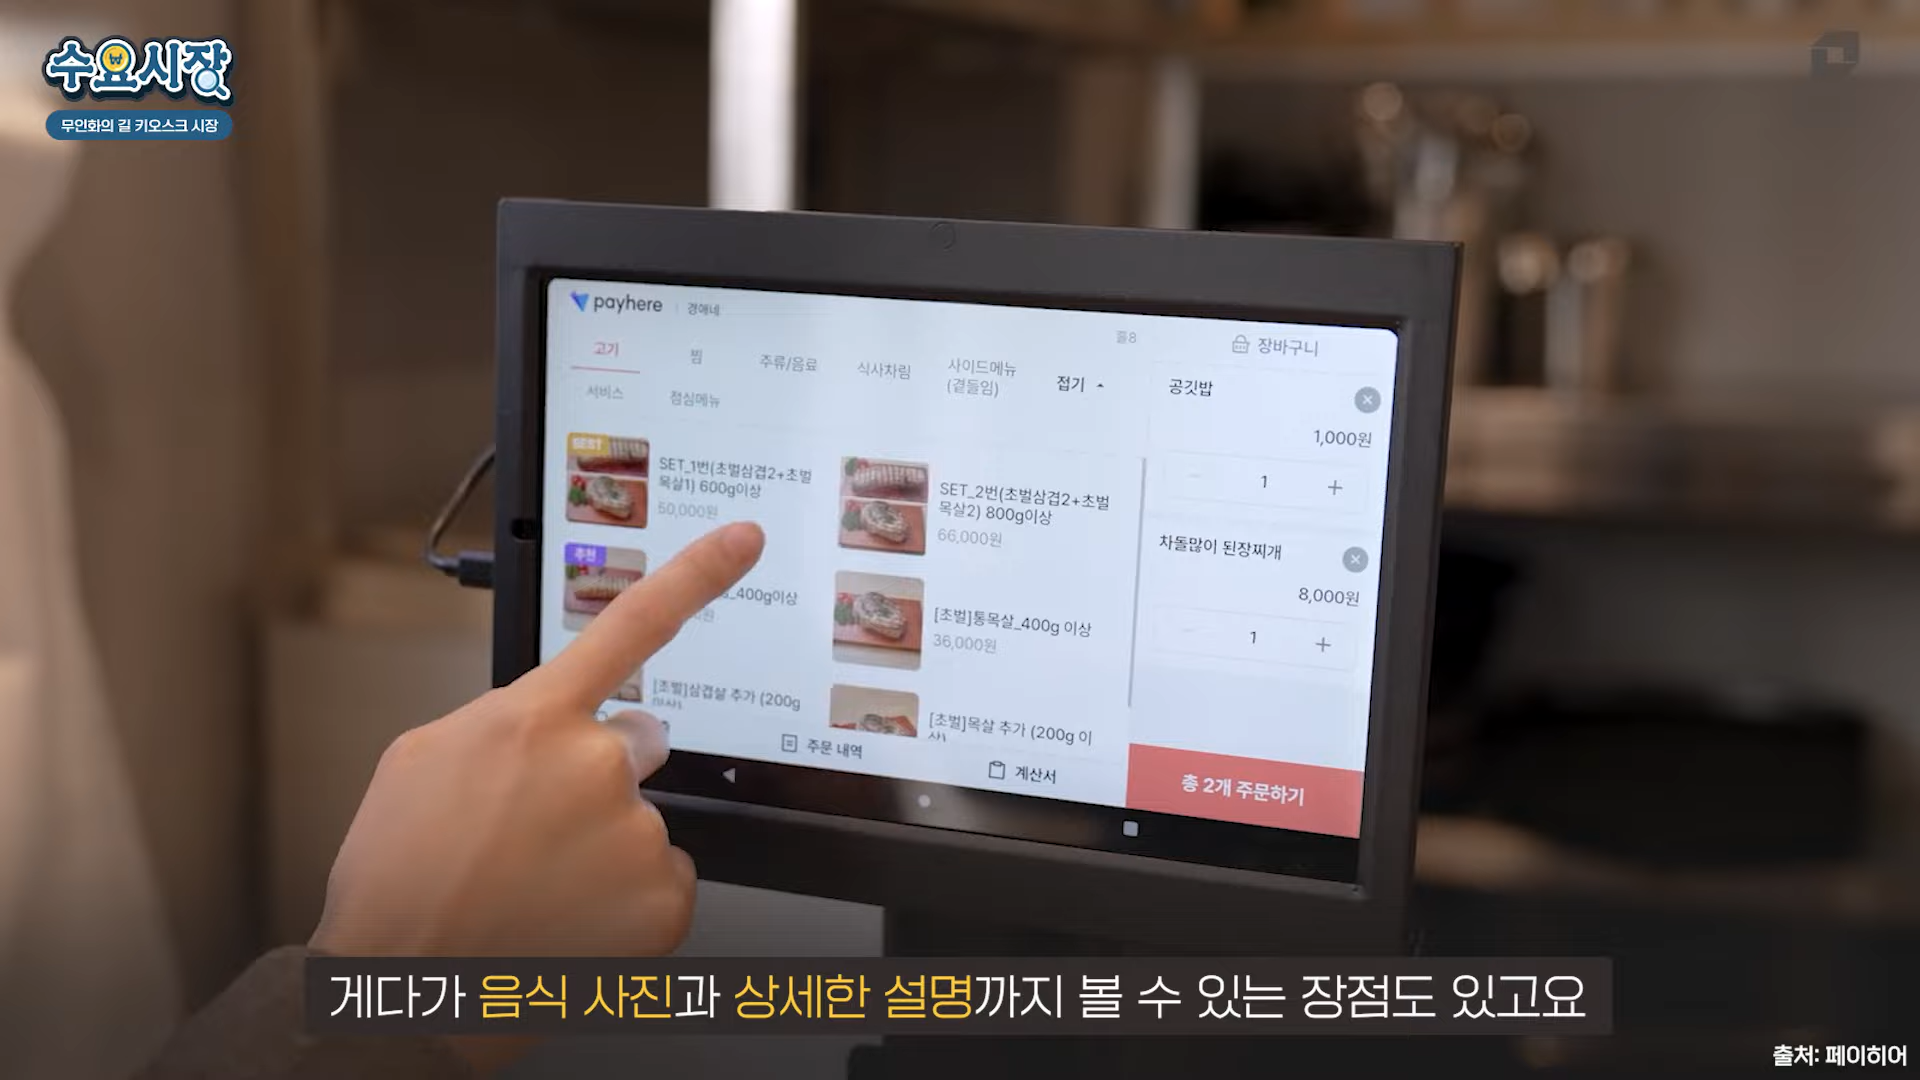 수요시장
무인화의 길 키오스크 시장
payhere
경애네
홀8
장바구니
고기
찜
주류/음료
식사차림
사이드메뉴
(곁들임)
접기
서비스
점심메뉴
공깃밥
1,000원
1
차돌많이 된장찌개
8,000원
1
BEST
SET_1번(초벌삼겹2+초벌
목살1) 600g이상
50,000원
SET_2번(초벌삼겹2+초벌
목살2) 800g이상
66,000원
추천
_400g이상
[초벌]통목살_400g 이상
36,000원
[초벌]삼겹살 추가 (200g
이상)
[초벌]목살 추가 (200g 이
상)
주문 내역
계산서
총 2개 주문하기
게다가 음식 사진과 상세한 설명까지 볼 수 있는 장점도 있고요
출처: 페이히어